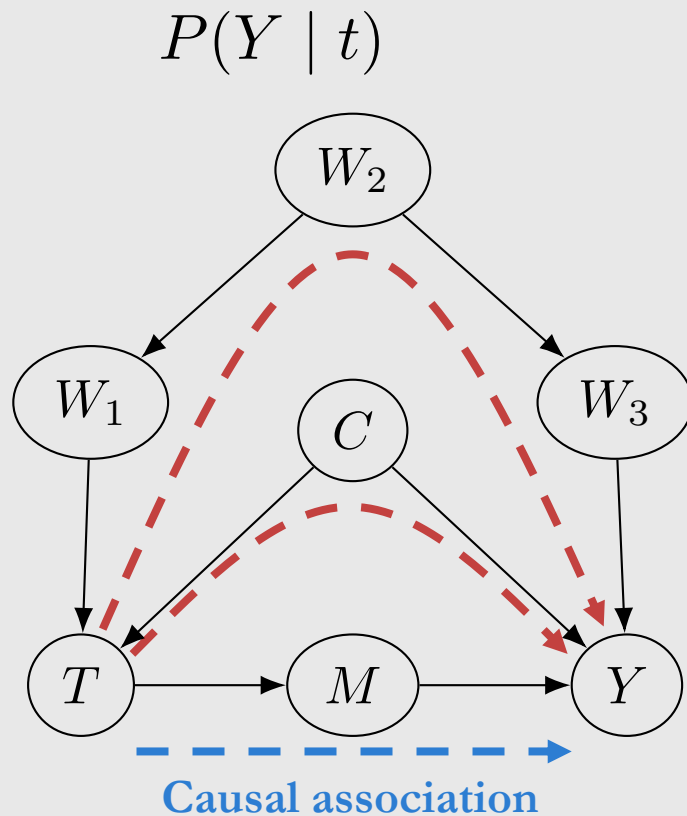 P(Y | t)
W₂
W₁
W₃
C
T
M
Y
Causal association